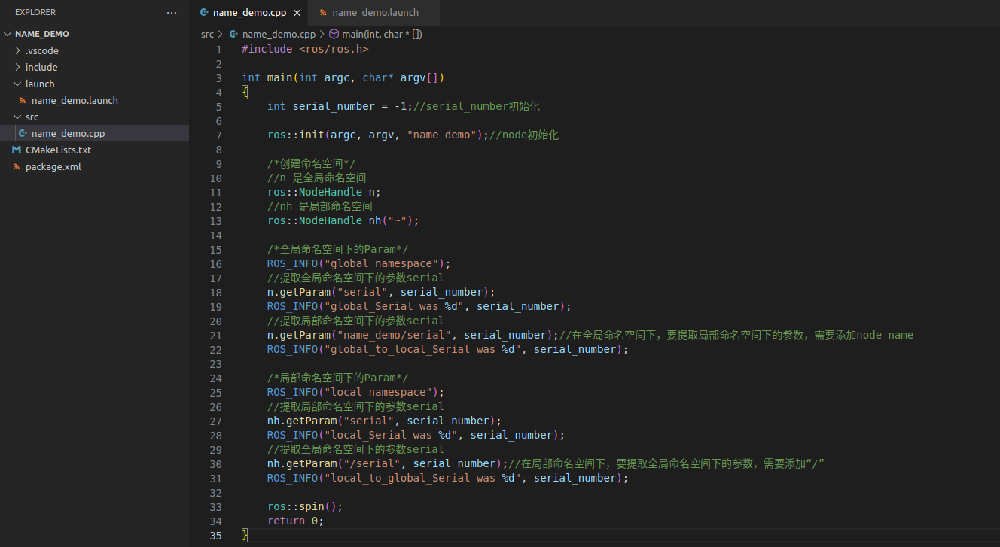 EXPLORER
···
name_demo.cpp
name_demo.launch
NAME_DEMO
.vscode
include
launch
name_demo.launch
src
name_demo.cpp
CMakeLists.txt
package.xml
src > name_demo.cpp > main(int, char * [])
1 #include <ros/ros.h>
2
3 int main(int argc, char* argv[])
4 {
5 int serial_number = -1;//serial_number初始化
6
7 ros::init(argc, argv, "name_demo");//node初始化
8
9 /*创建命名空间*/
10 //n 是全局命名空间
11 ros::NodeHandle n;
12 //nh 是局部命名空间
13 ros::NodeHandle nh("~");
14
15 /*全局命名空间下的Param*/
16 ROS_INFO("global namespace");
17 //提取全局命名空间下的参数serial
18 n.getParam("serial", serial_number);
19 ROS_INFO("global_Serial was %d", serial_number);
20 //提取局部命名空间下的参数serial
21 n.getParam("name_demo/serial", serial_number);//在全局命名空间下，要提取局部命名空间下的参数，需要添加node name
22 ROS_INFO("global_to_local_Serial was %d", serial_number);
23
24 /*局部命名空间下的Param*/
25 ROS_INFO("local namespace");
26 //提取局部命名空间下的参数serial
27 nh.getParam("serial", serial_number);
28 ROS_INFO("local_Serial was %d", serial_number);
29 //提取全局命名空间下的参数serial
30 nh.getParam("/serial", serial_number);//在局部命名空间下，要提取全局命名空间下的参数，需要添加“/”
31 ROS_INFO("local_to_global_Serial was %d", serial_number);
32
33 ros::spin();
34 return 0;
35 }